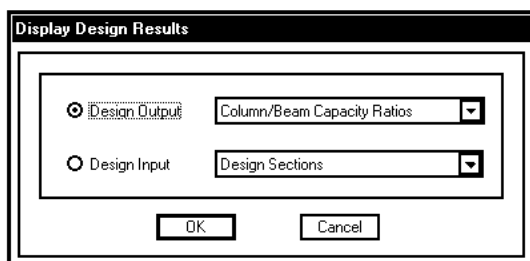 Display Design Results
Design Output Column/Beam Capacity Ratios
Design Input Design Sections
OK Cancel